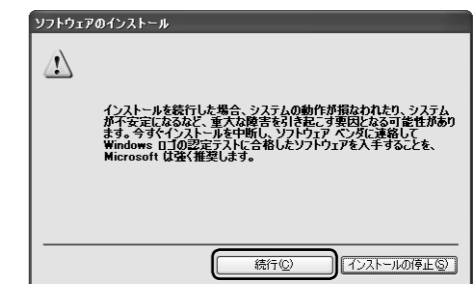 ソフトウェアのインストール
インストールを続行した場合、システムの動作が損なわれたり、システム
が不安定になるなど、重大な障害を引き起こす要因となる可能性があり
ます。今すぐインストールを中断し、ソフトウェア ベンダに連絡して
Windows ロゴの認定テストに合格したソフトウェアを入手することを、
Microsoft は強く推奨します。
続行(C) インストールの停止(S)